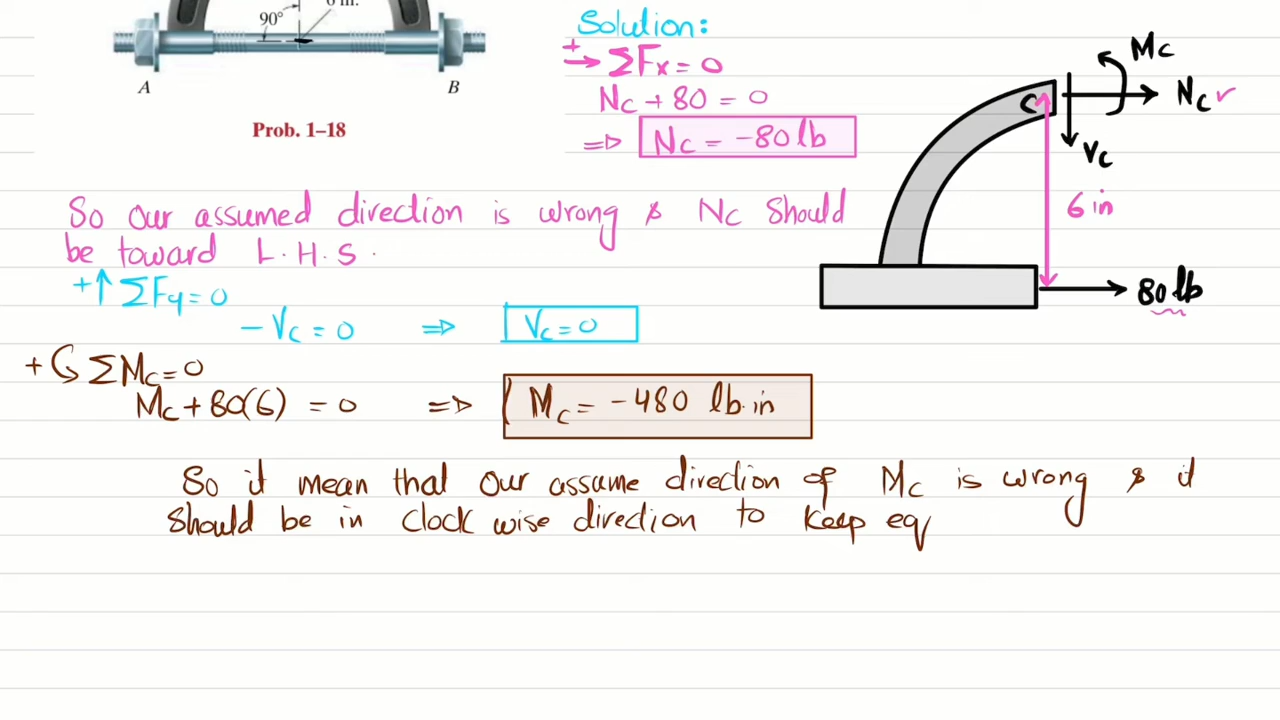 90°
6 in.
A
B
Prob. 1–18
Solution:
+→ ΣFx = 0
Nc + 80 = 0
⇒ Nc = -80 lb
So Our assumed direction is wrong & Nc Should
be toward L.H.S.
+↑ ΣFy = 0
-Vc = 0 ⇒ Vc = 0
+↺ ΣMc = 0
Mc + 80(6) = 0 ⇒ Mc = -480 lb.in
So it mean that Our assume direction of Mc is wrong & it
should be in clock wise direction to keep eq
Mc
C
Nc
Vc
6 in
80 lb